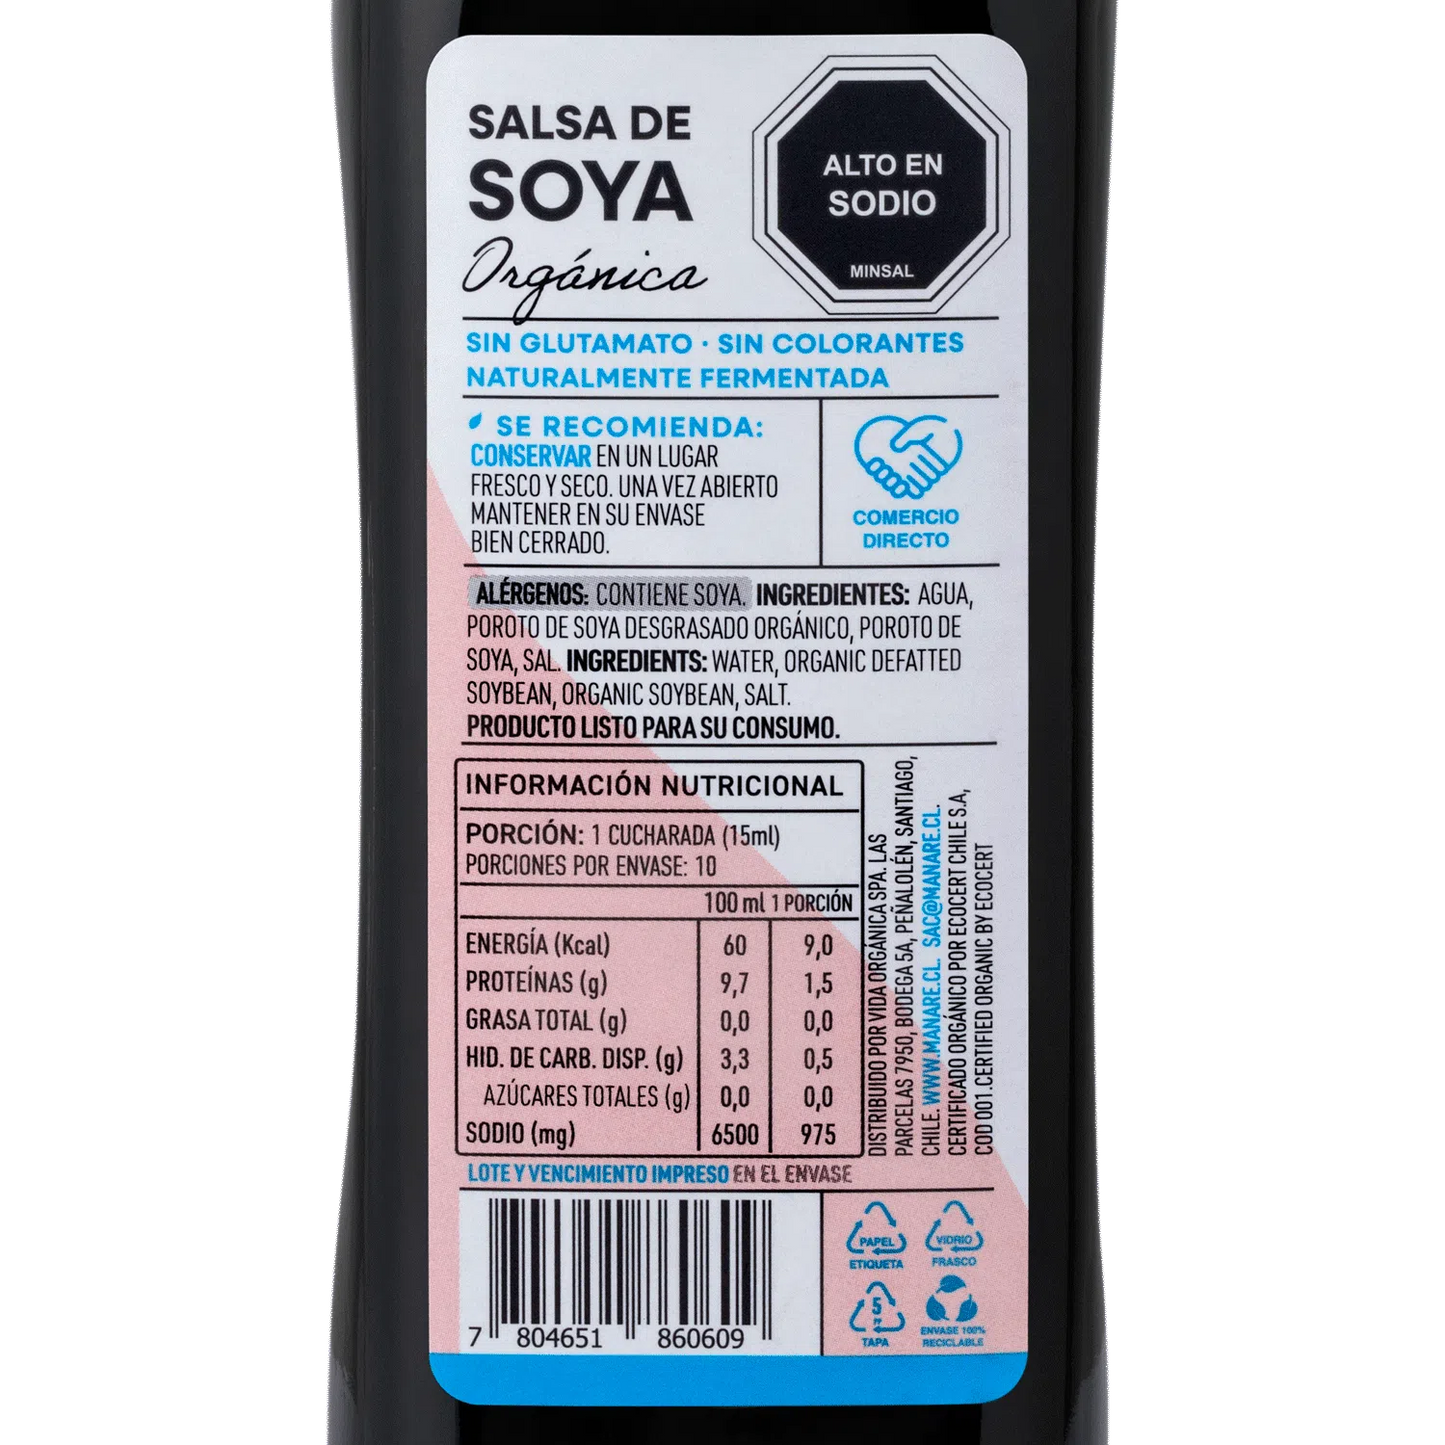 SALSA DE
SOYA
Orgánica
ALTO EN
SODIO
MINSAL
SIN GLUTAMATO · SIN COLORANTES
NATURALMENTE FERMENTADA
SE RECOMIENDA:
CONSERVAR EN UN LUGAR
FRESCO Y SECO. UNA VEZ ABIERTO
MANTENER EN SU ENVASE
BIEN CERRADO.
COMERCIO
DIRECTO
ALÉRGENOS: CONTIENE SOYA. INGREDIENTES: AGUA,
POROTO DE SOYA DESGRASADO ORGÁNICO, POROTO DE
SOYA, SAL. INGREDIENTS: WATER, ORGANIC DEFATTED
SOYBEAN, ORGANIC SOYBEAN, SALT.
PRODUCTO LISTO PARA SU CONSUMO.
INFORMACIÓN NUTRICIONAL
PORCIÓN: 1 CUCHARADA (15ml)
PORCIONES POR ENVASE: 10
100 ml 1 PORCIÓN
ENERGÍA (Kcal) 60 9,0
PROTEÍNAS (g) 9,7 1,5
GRASA TOTAL (g) 0,0 0,0
HID. DE CARB. DISP. (g) 3,3 0,5
AZÚCARES TOTALES (g) 0,0 0,0
SODIO (mg) 6500 975
DISTRIBUIDO POR VIDA ORGÁNICA SPA. LAS
PARCELAS 7950, BODEGA 5A, PEÑALOLÉN, SANTIAGO,
CHILE. WWW.MANARE.CL. SAC@MANARE.CL.
CERTIFICADO ORGÁNICO POR ECOCERT CHILE S.A,
COD 001.CERTIFIED ORGANIC BY ECOCERT
LOTE Y VENCIMIENTO IMPRESO EN EL ENVASE
7 804651 860609
PAPEL
ETIQUETA
VIDRIO
FRASCO
5
PP
TAPA
ENVASE 100%
RECICLABLE